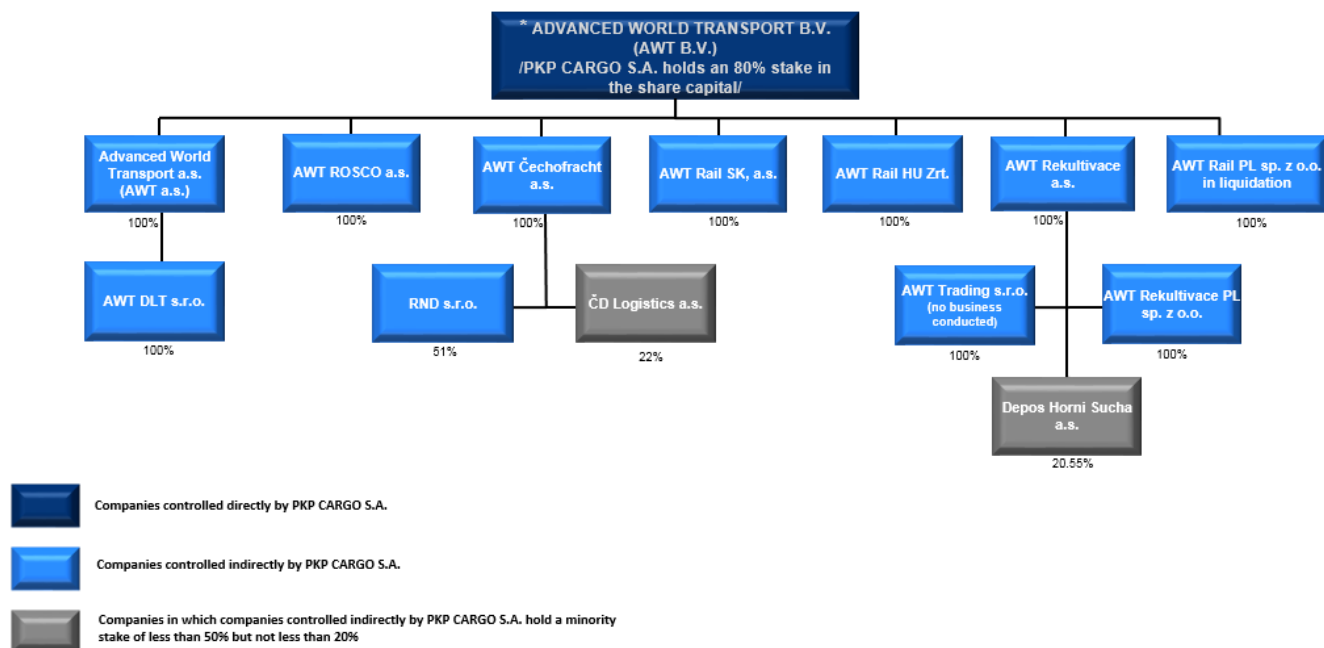 * ADVANCED WORLD TRANSPORT B.V.
(AWT B.V.)
/PKP CARGO S.A. holds an 80% stake in
the share capital/
Advanced World
Transport a.s.
(AWT a.s.)
100%
AWT ROSCO a.s.
100%
AWT Čechofracht
a.s.
100%
AWT Rail SK, a.s.
100%
AWT Rail HU Zrt.
100%
AWT Rekultivace
a.s.
100%
AWT Rail PL sp. z o.o.
in liquidation
100%
AWT DLT s.r.o.
100%
RND s.r.o.
51%
ČD Logistics a.s.
22%
AWT Trading s.r.o.
(no business
conducted)
100%
AWT Rekultivace PL
sp. z o.o.
100%
Depos Horni Sucha
a.s.
20.55%
Companies controlled directly by PKP CARGO S.A.
Companies controlled indirectly by PKP CARGO S.A.
Companies in which companies controlled indirectly by PKP CARGO S.A. hold a minority
stake of less than 50% but not less than 20%